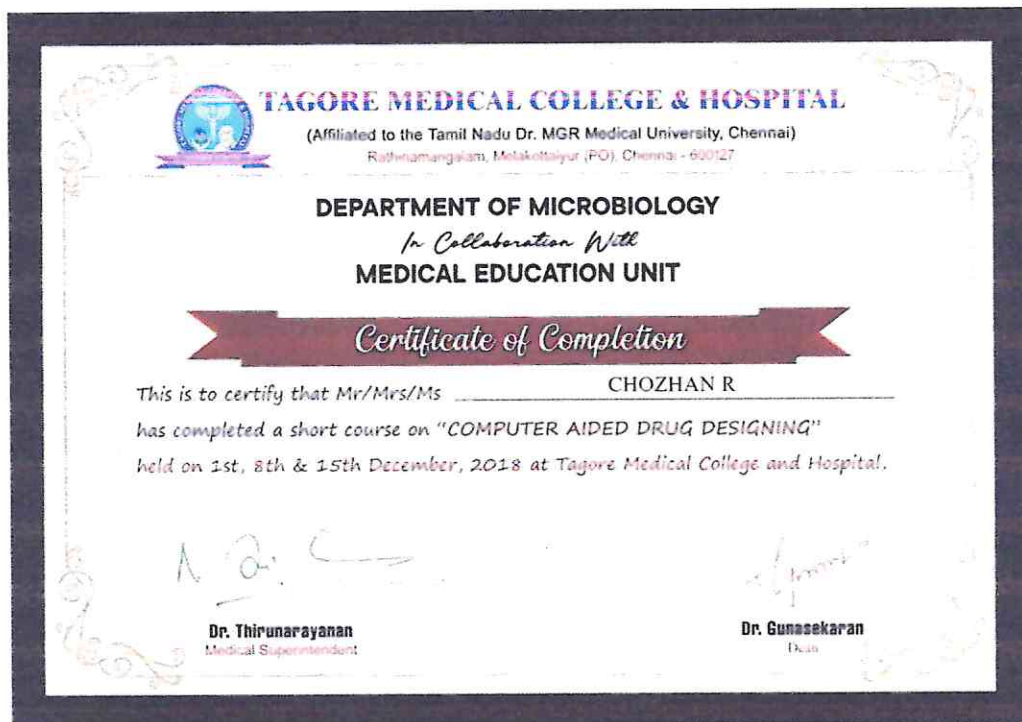 TAGORE MEDICAL COLLEGE & HOSPITAL
(Affiliated to the Tamil Nadu Dr. MGR Medical University, Chennai)
Rathinamangalam, Melakottaiyur (PO), Chennai - 600127
DEPARTMENT OF MICROBIOLOGY
In Collaboration With
MEDICAL EDUCATION UNIT
Certificate of Completion
This is to certify that Mr/Mrs/Ms CHOZHAN R
has completed a short course on "COMPUTER AIDED DRUG DESIGNING"
held on 1st, 8th & 15th December, 2018 at Tagore Medical College and Hospital.
Dr. Thirunarayanan
Medical Superintendent
Dr. Gunasekaran
Dean